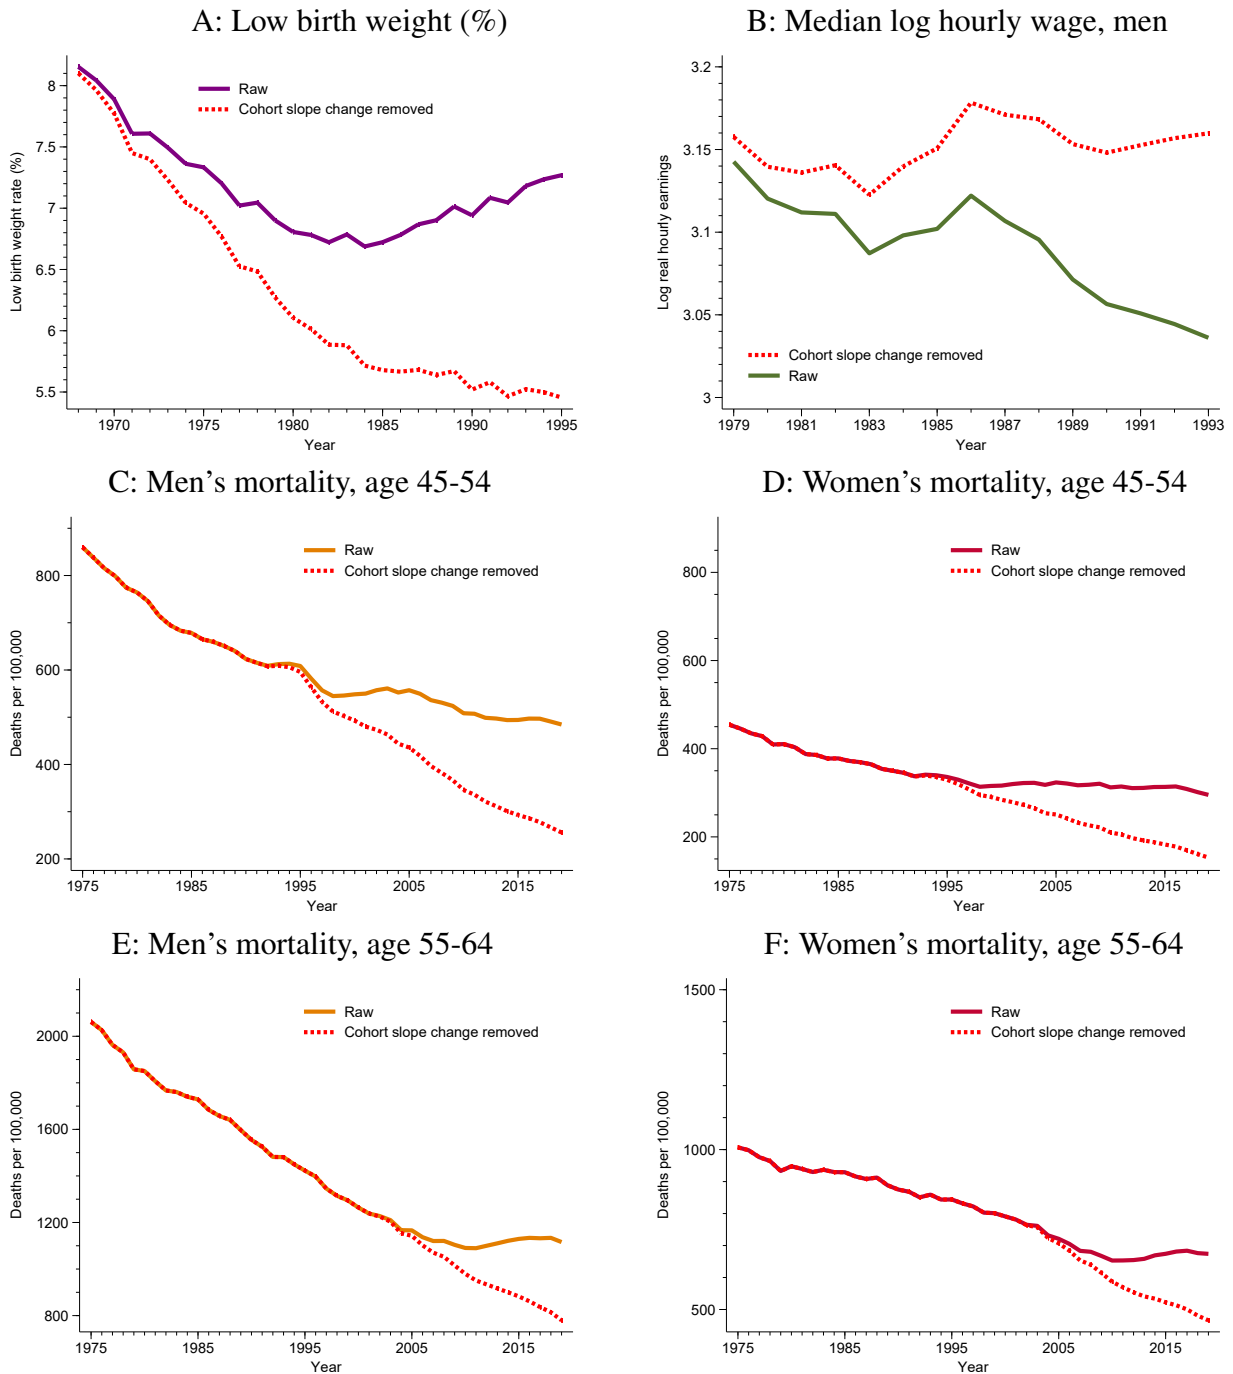 A: Low birth weight (%)
Low birth weight rate (%)
8
7.5
7
6.5
6
5.5
Raw
Cohort slope change removed
1970 1975 1980 1985 1990 1995
Year
B: Median log hourly wage, men
Log real hourly earnings
3.2
3.15
3.1
3.05
3
Cohort slope change removed
Raw
1979 1981 1983 1985 1987 1989 1991 1993
Year
C: Men’s mortality, age 45-54
Deaths per 100,000
800
600
400
200
Raw
Cohort slope change removed
1975 1985 1995 2005 2015
Year
D: Women’s mortality, age 45-54
Deaths per 100,000
800
600
400
200
Raw
Cohort slope change removed
1975 1985 1995 2005 2015
Year
E: Men’s mortality, age 55-64
Deaths per 100,000
2000
1600
1200
800
Raw
Cohort slope change removed
1975 1985 1995 2005 2015
Year
F: Women’s mortality, age 55-64
Deaths per 100,000
1500
1000
500
Raw
Cohort slope change removed
1975 1985 1995 2005 2015
Year